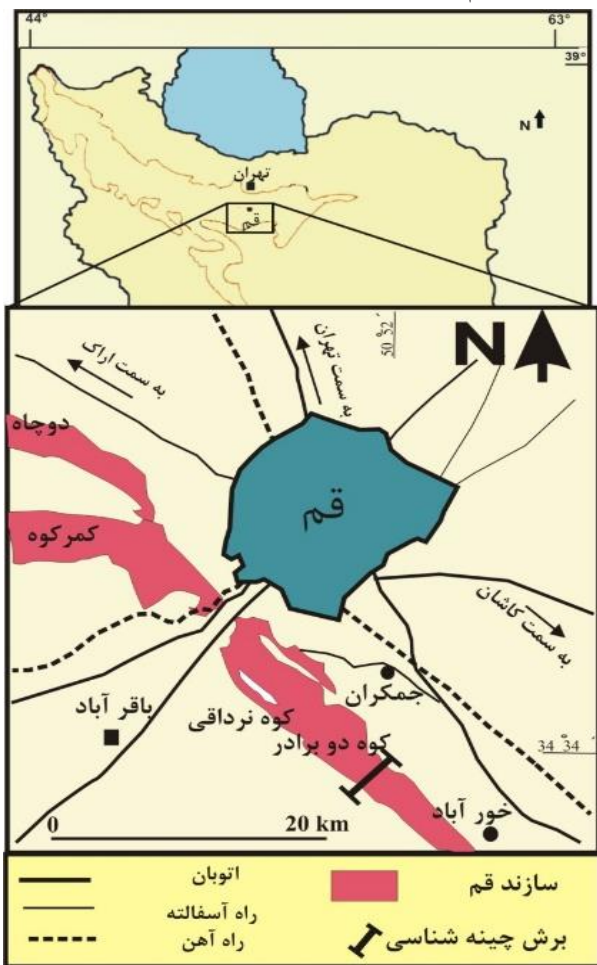 44° 63°
39°
N
تهران
قم
50 52
N
به سمت اراک
به سمت تهران
دوچاه
قم
کمرکوه
به سمت کاشان
جمکران
باقر آباد
کوه نرداقی
کوه دو برادر
34 34
خور آباد
0 20 km
سازند قم
اتوبان
راه آسفالته
برش چینه شناسی
راه آهن